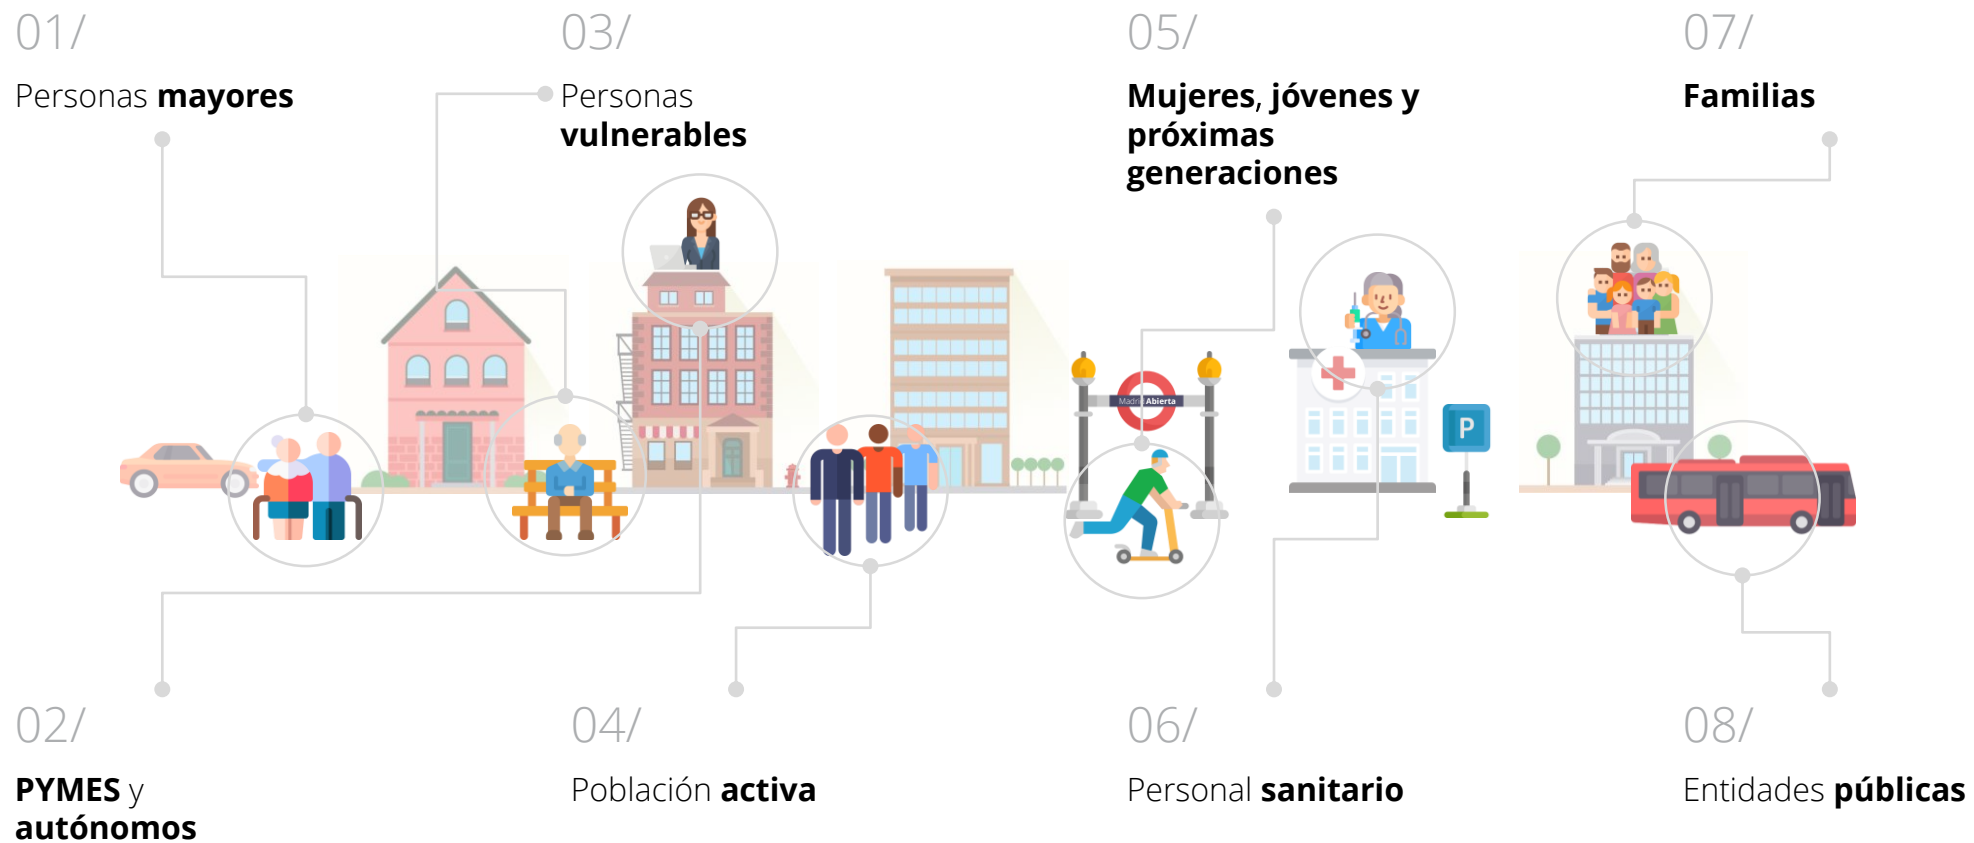 01/
Personas mayores
03/
Personas
vulnerables
05/
Mujeres, jóvenes y
próximas
generaciones
07/
Familias
Madrid Abierta
P
02/
PYMES y
autónomos
04/
Población activa
06/
Personal sanitario
08/
Entidades públicas